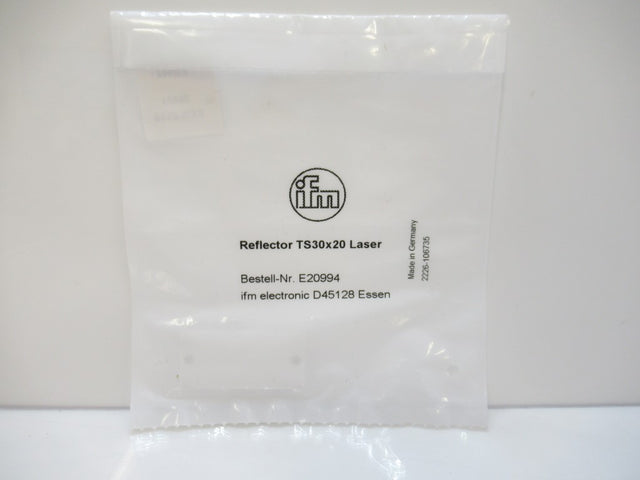 ifm
Reflector TS30x20 Laser
Bestell-Nr. E20994
ifm electronic D45128 Essen
Made in Germany
2226-106735